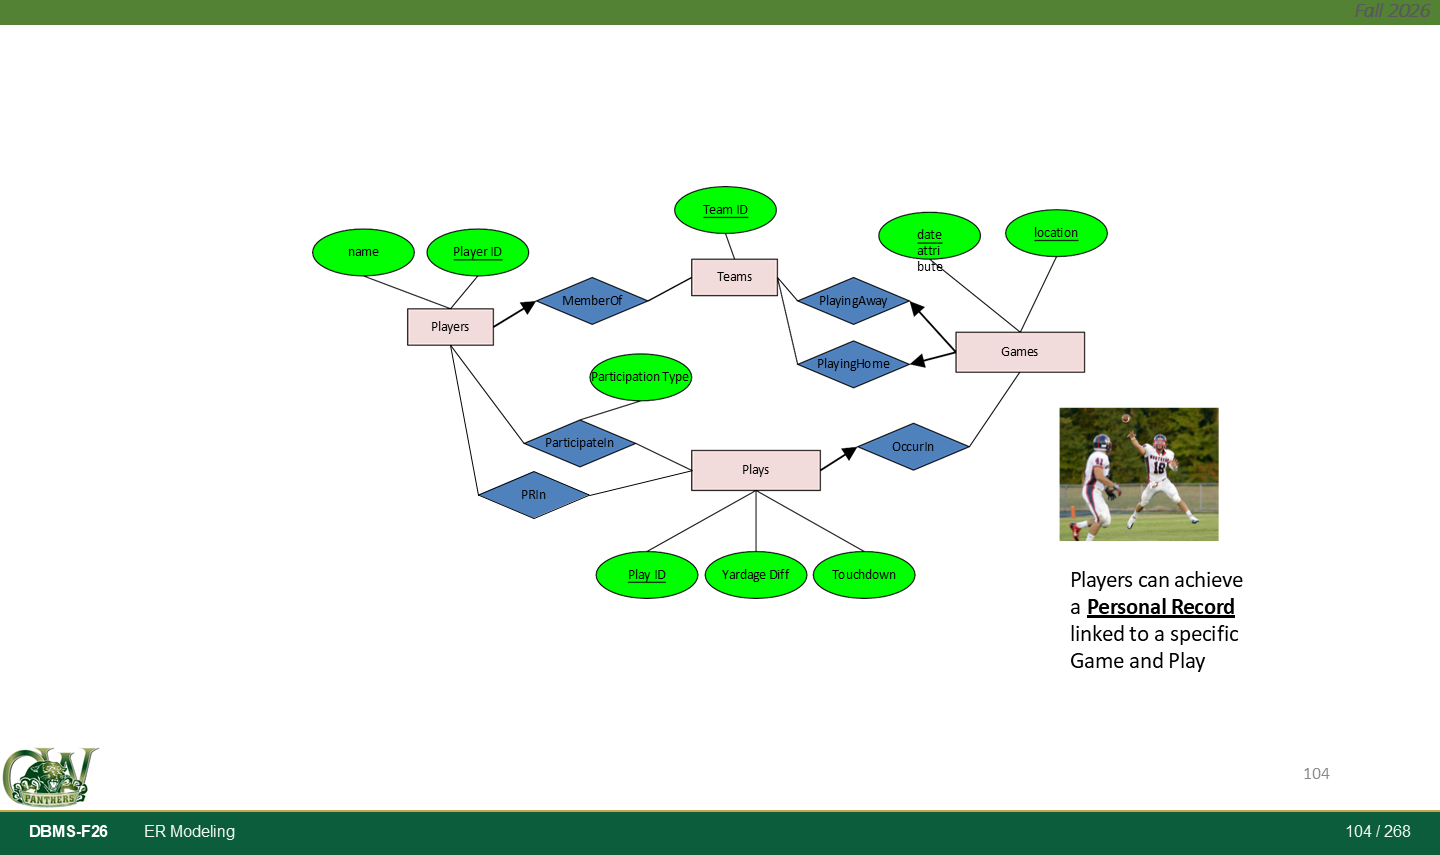 Fall 2026
Team ID
date
attri
bute
location
name
Player ID
Teams
MemberOf
PlayingAway
Players
Games
PlayingHome
Participation Type
ParticipateIn
OccurIn
Plays
PRIn
Play ID
Yardage Diff
Touchdown
Players can achieve
a Personal Record
linked to a specific
Game and Play
OW
PANTHERS
104
DBMS-F26 ER Modeling 104 / 268